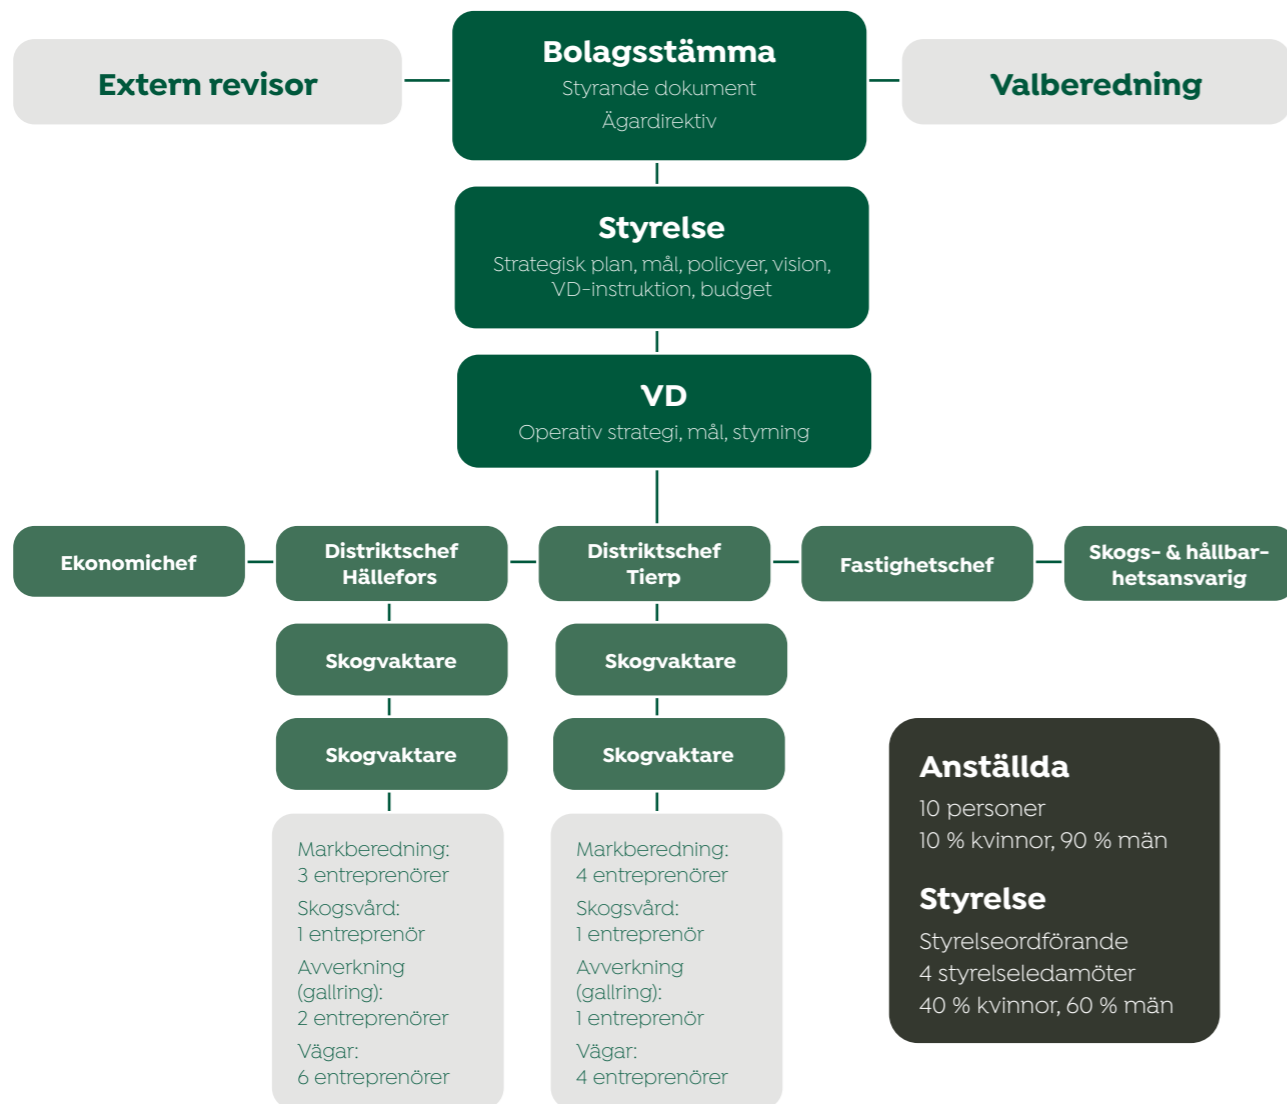 Extern revisor
Bolagsstämma
Styrande dokument
Ägardirektiv
Valberedning
Styrelse
Strategisk plan, mål, policyer, vision,
VD-instruktion, budget
VD
Operativ strategi, mål, styrning
Ekonomichef
Distriktschef
Hällefors
Distriktschef
Tierp
Fastighetschef
Skogs- & hållbar-
hetsansvarig
Skogvaktare
Skogvaktare
Skogvaktare
Skogvaktare
Markberedning:
3 entreprenörer
Skogsvård:
1 entreprenör
Avverkning
(gallring):
2 entreprenörer
Vägar:
6 entreprenörer
Markberedning:
4 entreprenörer
Skogsvård:
1 entreprenör
Avverkning
(gallring):
1 entreprenör
Vägar:
4 entreprenörer
Anställda
10 personer
10 % kvinnor, 90 % män
Styrelse
Styrelseordförande
4 styrelseledamöter
40 % kvinnor, 60 % män